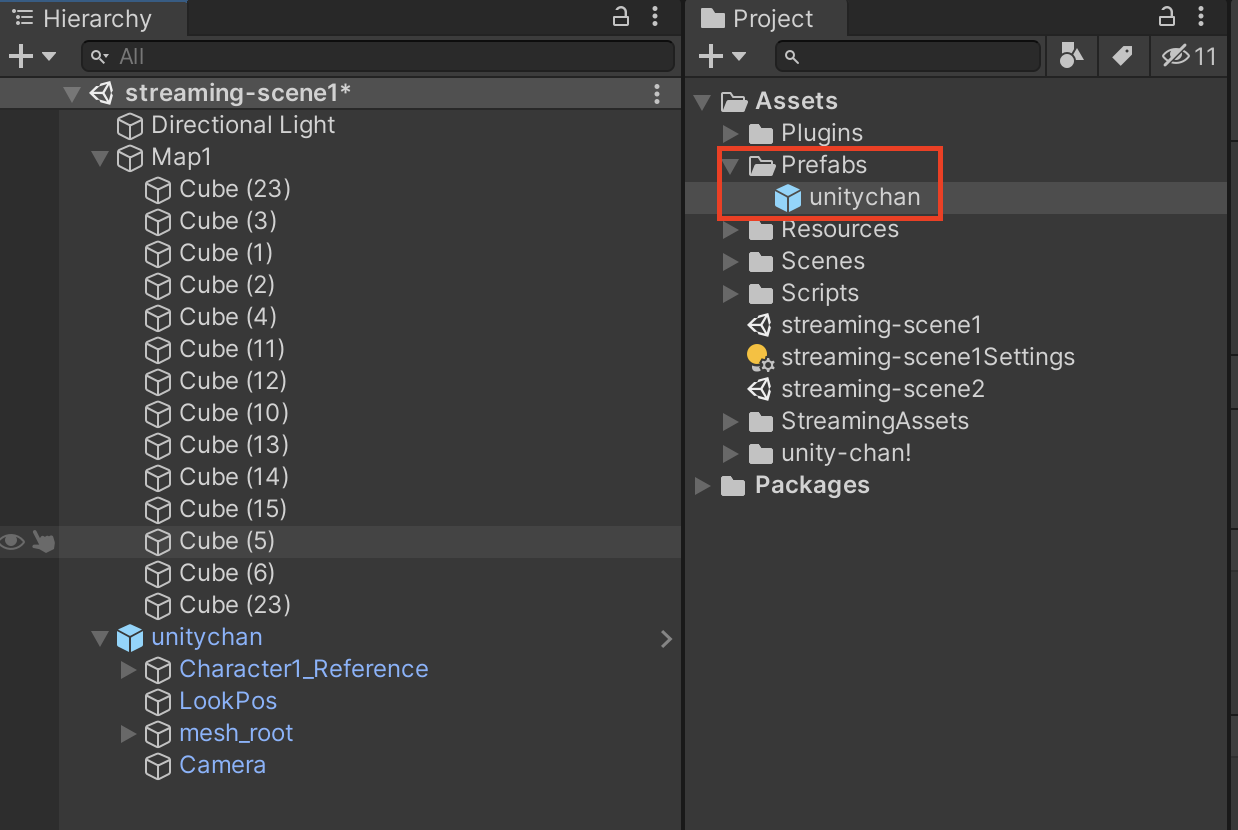 Hierarchy
All
streaming-scene1*
Directional Light
Map1
Cube (23)
Cube (3)
Cube (1)
Cube (2)
Cube (4)
Cube (11)
Cube (12)
Cube (10)
Cube (13)
Cube (14)
Cube (15)
Cube (5)
Cube (6)
Cube (23)
unitychan
Character1_Reference
LookPos
mesh_root
Camera
Project
11
Assets
Plugins
Prefabs
unitychan
Resources
Scenes
Scripts
streaming-scene1
streaming-scene1Settings
streaming-scene2
StreamingAssets
unity-chan!
Packages